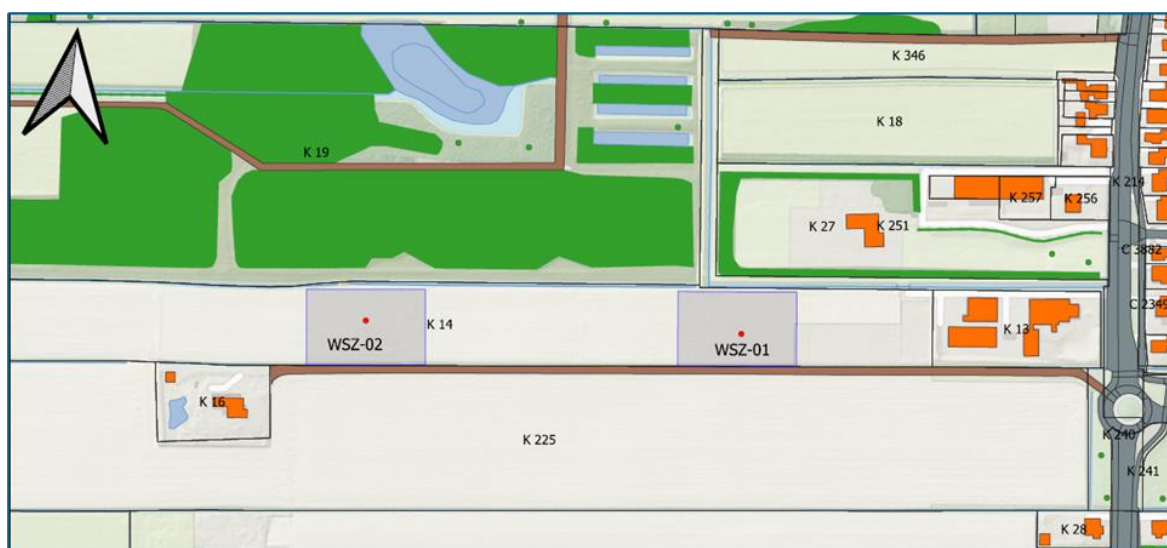 K 346
K 18
K 19
K 214
K 257
K 256
K 27
K 251
C 3882
C 2349
K 14
K 13
WSZ-02
WSZ-01
K 16
K 225
K 240
K 241
K 28